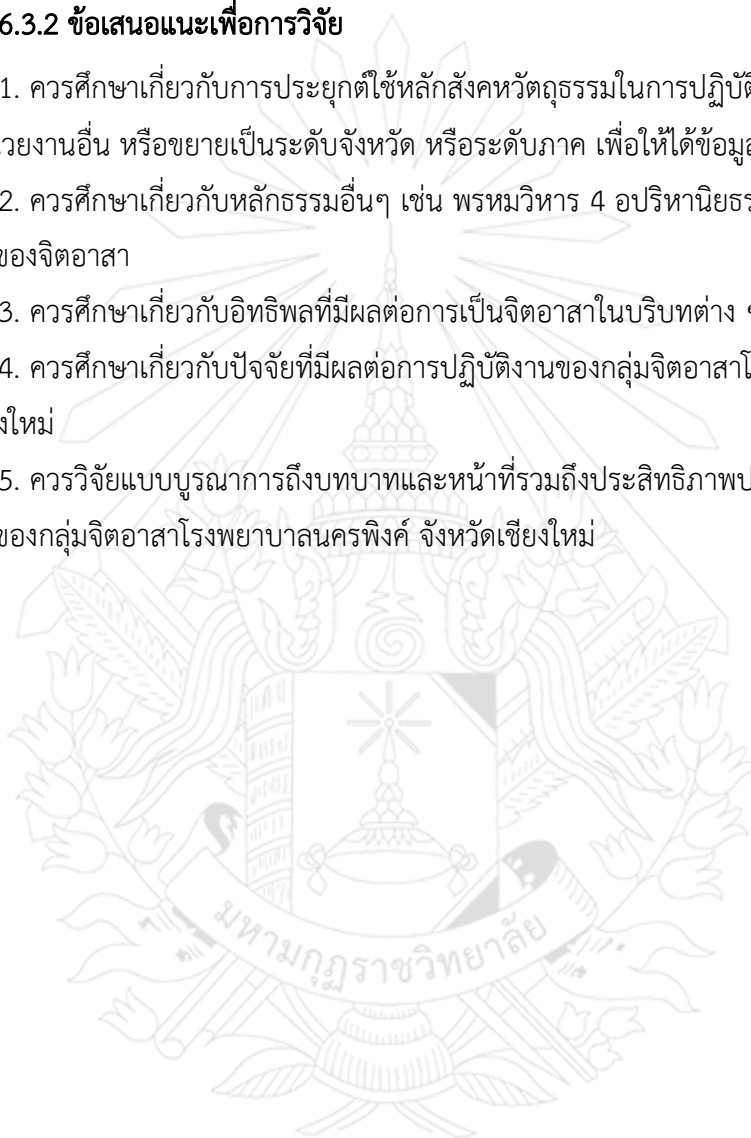 6.3.2 ข้อเสนอแนะเพื่อการวิจัย
1. ควรศึกษาเกี่ยวกับการประยุกต์ใช้หลักสังคหวัตถุธรรมในการปฏิบัติ
วยงานอื่น หรือขยายเป็นระดับจังหวัด หรือระดับภาค เพื่อให้ได้ข้อมูล
2. ควรศึกษาเกี่ยวกับหลักธรรมอื่นๆ เช่น พรหมวิหาร 4 อปริหานิยธร
ของจิตอาสา
3. ควรศึกษาเกี่ยวกับอิทธิพลที่มีผลต่อการเป็นจิตอาสาในบริบทต่าง
4. ควรศึกษาเกี่ยวกับปัจจัยที่มีผลต่อการปฏิบัติงานของกลุ่มจิตอาสาโ
งใหม่
5. ควรวิจัยแบบบูรณาการถึงบทบาทและหน้าที่รวมถึงประสิทธิภาพป
ของกลุ่มจิตอาสาโรงพยาบาลนครพิงค์ จังหวัดเชียงใหม่
มหามกุฏราชวิทยาลัย